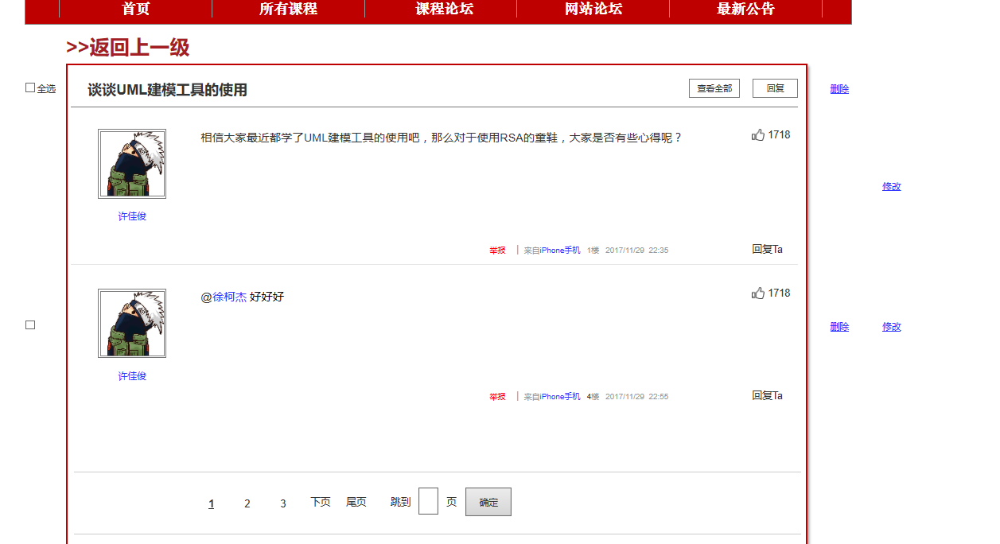 首页 所有课程 课程论坛 网站论坛 最新公告
>>返回上一级
全选 谈谈UML建模工具的使用 查看全部 回复 删除
相信大家最近都学了UML建模工具的使用吧，那么对于使用RSA的童鞋，大家是否有些心得呢？ 1718
修改
许佳俊
举报 | 来自iPhone手机 1楼 2017/11/29 22:35 回复Ta
@徐柯杰 好好好 1718
删除 修改
许佳俊
举报 | 来自iPhone手机 4楼 2017/11/29 22:55 回复Ta
1 2 3 下页 尾页 跳到 页 确定